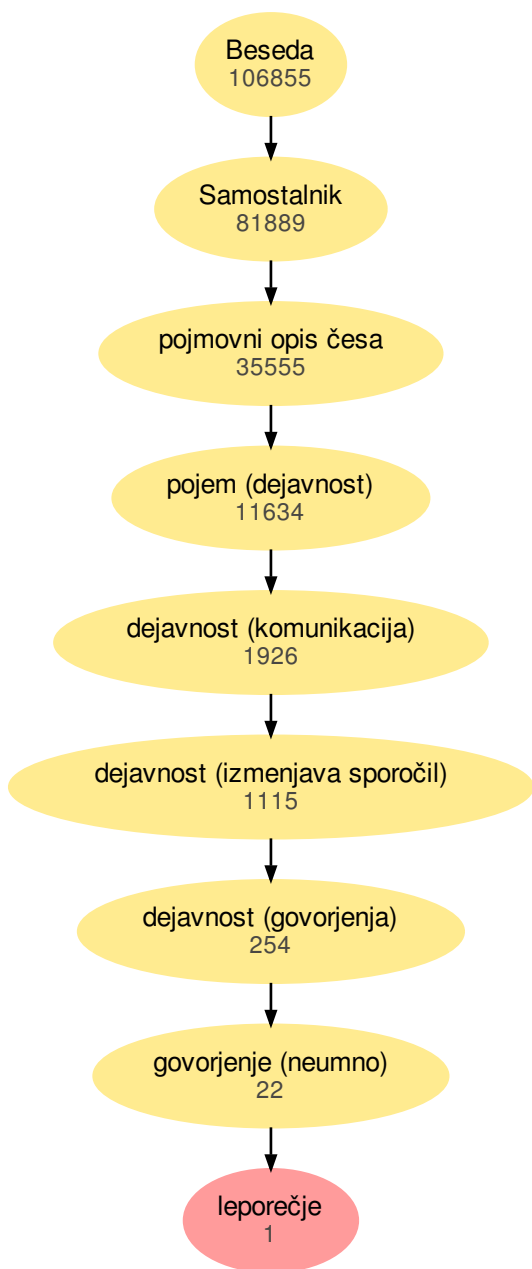 Beseda
106855
Samostalnik
81889
pojmovni opis česa
35555
pojem (dejavnost)
11634
dejavnost (komunikacija)
1926
dejavnost (izmenjava sporočil)
1115
dejavnost (govorjenja)
254
govorjenje (neumno)
22
leporečje
1